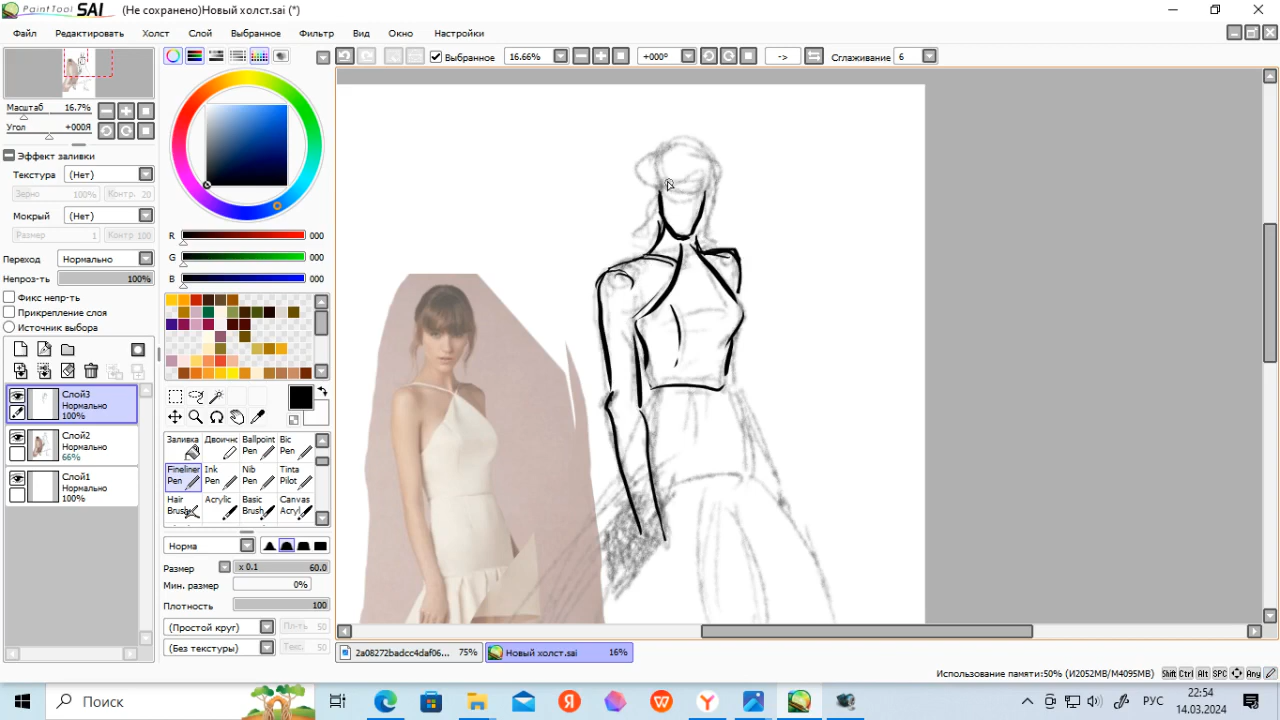 PaintTool SAI (Не сохранено)Новый холст.sai (*)
Файл Редактировать Холст Слой Выбранное Фильтр Вид Окно Настройки
Выбранное 16.66% +000º -> Сглаживание 6
Масштаб 16.7%
Угол +000Я
Эффект заливки
Текстура (Нет)
Зерно 100% Контр. 20
Мокрый (Нет)
Размер 1 Контр 100
Переход Нормально
Непроз-ть 100%
Фикс непр-ть
Прикрепление слоя
Источник выбора
Слой3
Нормально
100%
Слой2
Нормально
66%
Слой1
Нормально
100%
R 000
G 000
B 000
Заливка Двоичн Ballpoint Pen Bic Pen
Fineliner Pen Ink Pen Nib Pen Tinta Pilot
Hair Brush Acrylic Basic Brush Canvas Acryl
Норма
Размер x 0.1 60.0
Мин. размер 0%
Плотность 100
(Простой круг) Пл-ть 50
(Без текстуры) Текс. 50
2a08272badcc4daf06... 75% Новый холст.sai 16%
Использование памяти:50% (И2052МВ/М4095МВ) Shift Ctrl Alt SPC Any
Поиск
РУС 22:54
14.03.2024